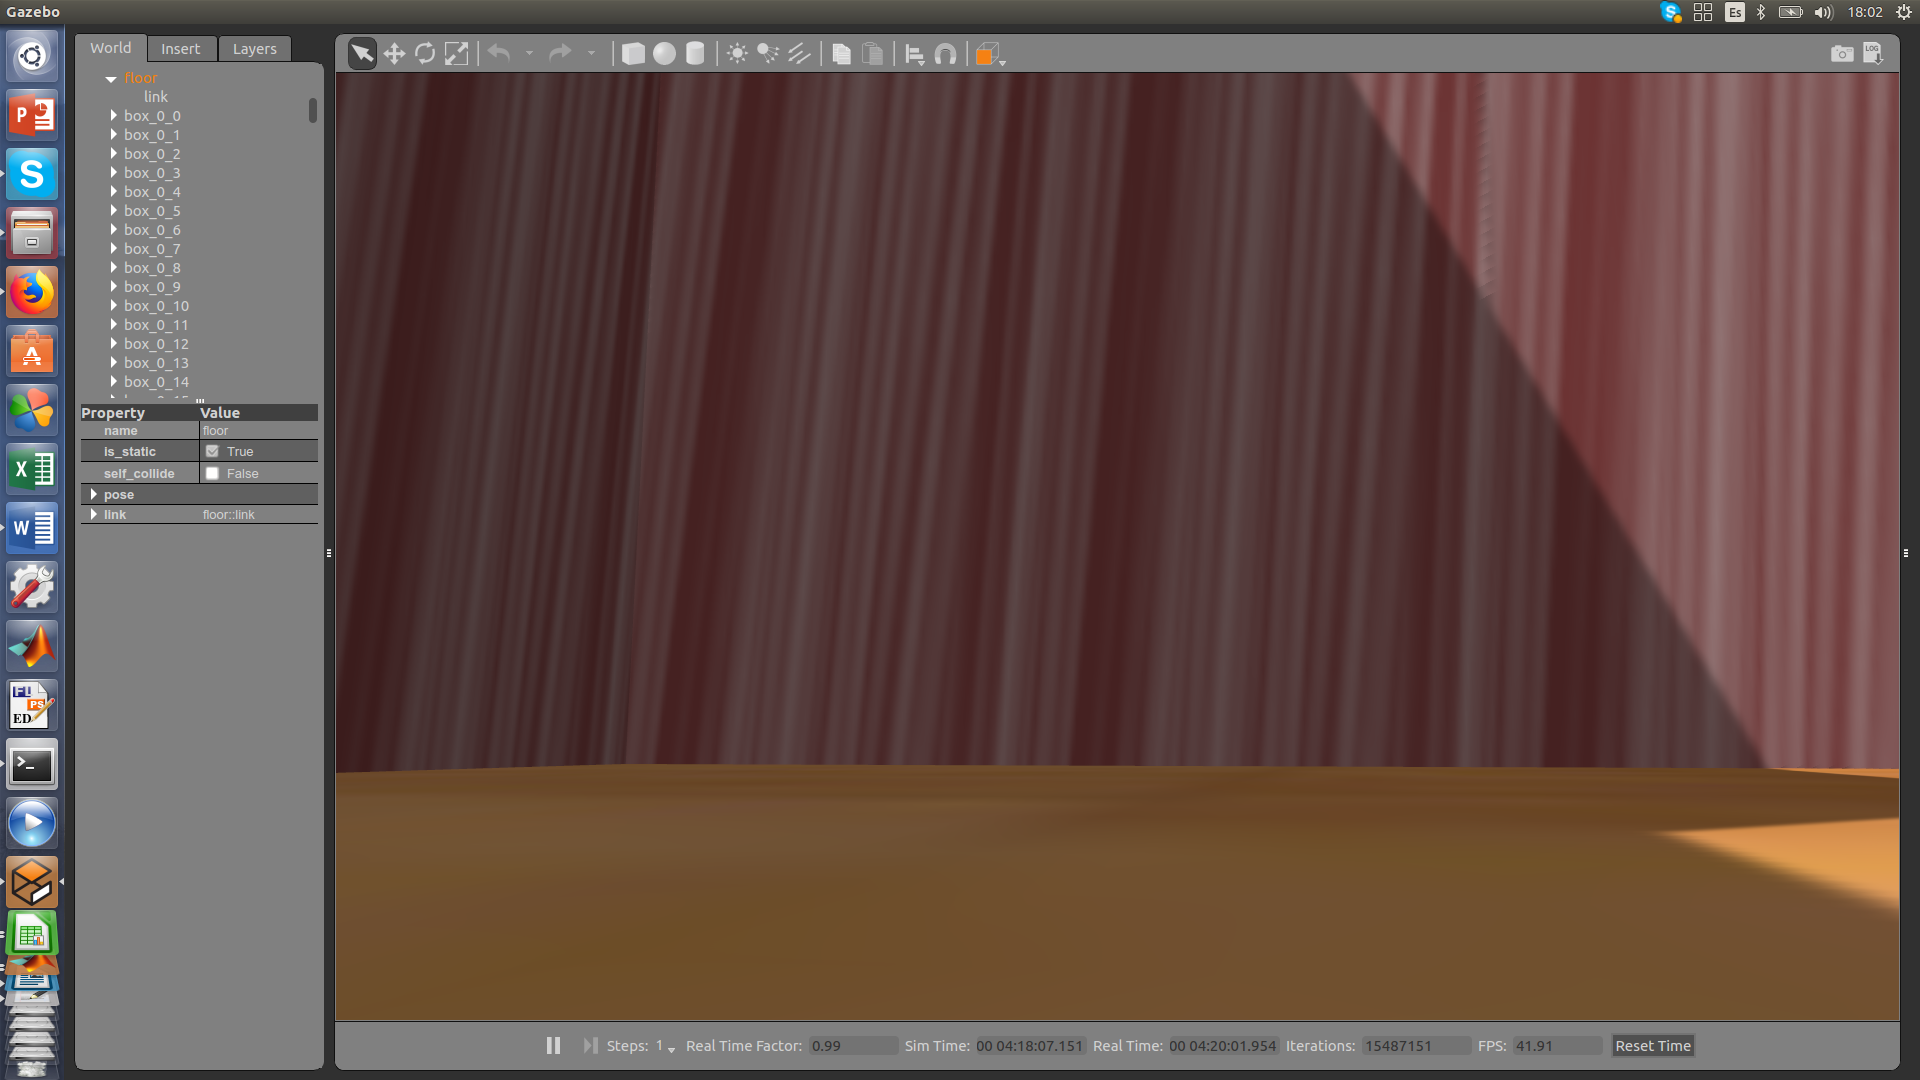 Gazebo
Es
18:02
World Insert Layers
LOG
floor
link
box_0_0
box_0_1
box_0_2
box_0_3
box_0_4
box_0_5
box_0_6
box_0_7
box_0_8
box_0_9
box_0_10
box_0_11
box_0_12
box_0_13
box_0_14
Property Value
name floor
is_static True
self_collide False
pose
link floor::link
Steps: 1 Real Time Factor: 0.99 Sim Time: 00 04:18:07.151 Real Time: 00 04:20:01.954 Iterations: 15487151 FPS: 41.91 Reset Time